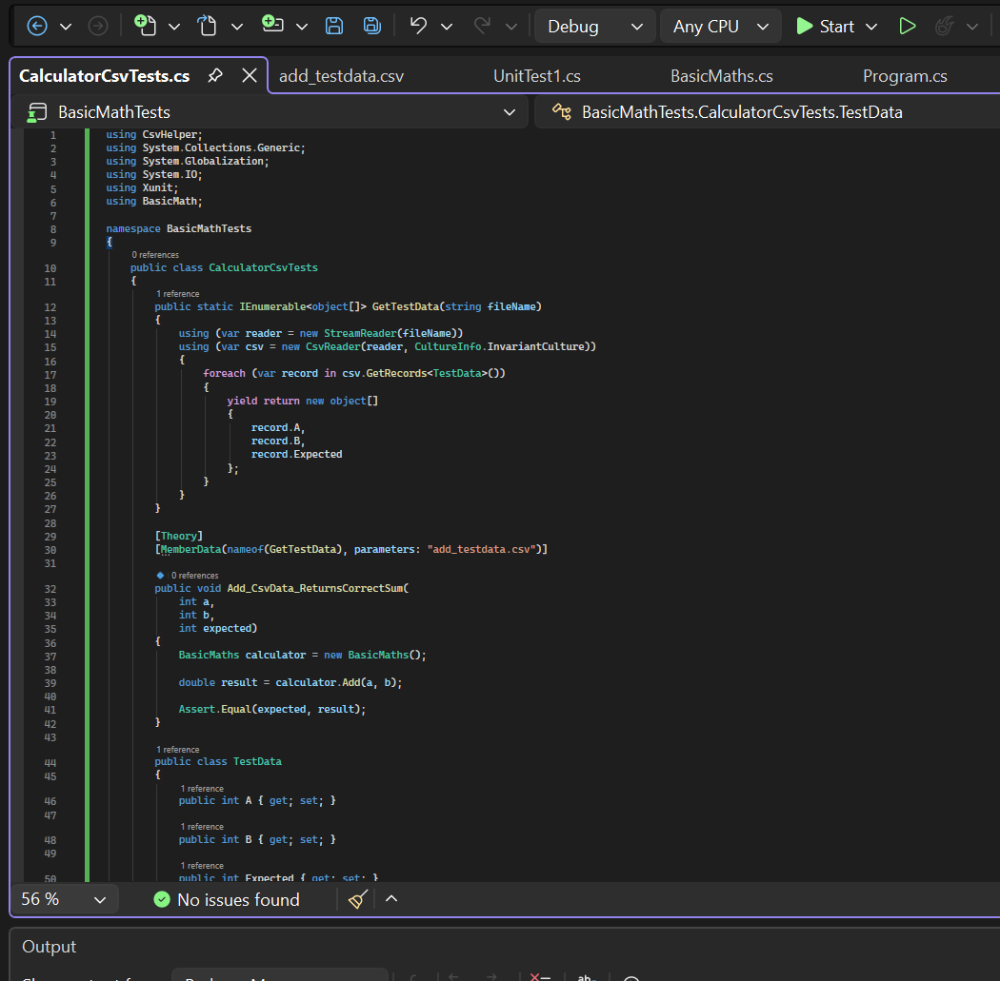 Debug Any CPU Start
CalculatorCsvTests.cs add_testdata.csv UnitTest1.cs BasicMaths.cs Program.cs
BasicMathTests BasicMathTests.CalculatorCsvTests.TestData
1 using CsvHelper;
2 using System.Collections.Generic;
3 using System.Globalization;
4 using System.IO;
5 using Xunit;
6 using BasicMath;
7
8 namespace BasicMathTests
9 {
0 references
10 public class CalculatorCsvTests
11 {
1 reference
12 public static IEnumerable<object[]> GetTestData(string fileName)
13 {
14 using (var reader = new StreamReader(fileName))
15 using (var csv = new CsvReader(reader, CultureInfo.InvariantCulture))
16 {
17 foreach (var record in csv.GetRecords<TestData>())
18 {
19 yield return new object[]
20 {
21 record.A,
22 record.B,
23 record.Expected
24 };
25 }
26 }
27 }
28
29 [Theory]
30 [MemberData(nameof(GetTestData), parameters: "add_testdata.csv")]
31
0 references
32 public void Add_CsvData_ReturnsCorrectSum(
33 int a,
34 int b,
35 int expected)
36 {
37 BasicMaths calculator = new BasicMaths();
38
39 double result = calculator.Add(a, b);
40
41 Assert.Equal(expected, result);
42 }
43
1 reference
44 public class TestData
45 {
1 reference
46 public int A { get; set; }
47
1 reference
48 public int B { get; set; }
49
1 reference
50 public int Expected { get; set; }
56 % No issues found
Output